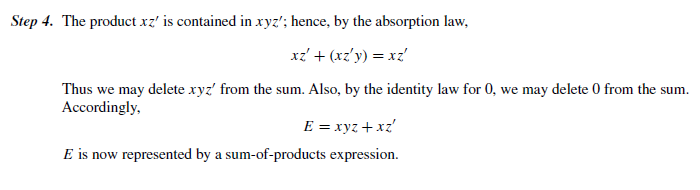 Step 4. The product xz′ is contained in xyz′; hence, by the absorption law,
xz′ + (xz′y) = xz′
Thus we may delete xyz′ from the sum. Also, by the identity law for 0, we may delete 0 from the sum.
Accordingly,
E = xyz + xz′
E is now represented by a sum-of-products expression.